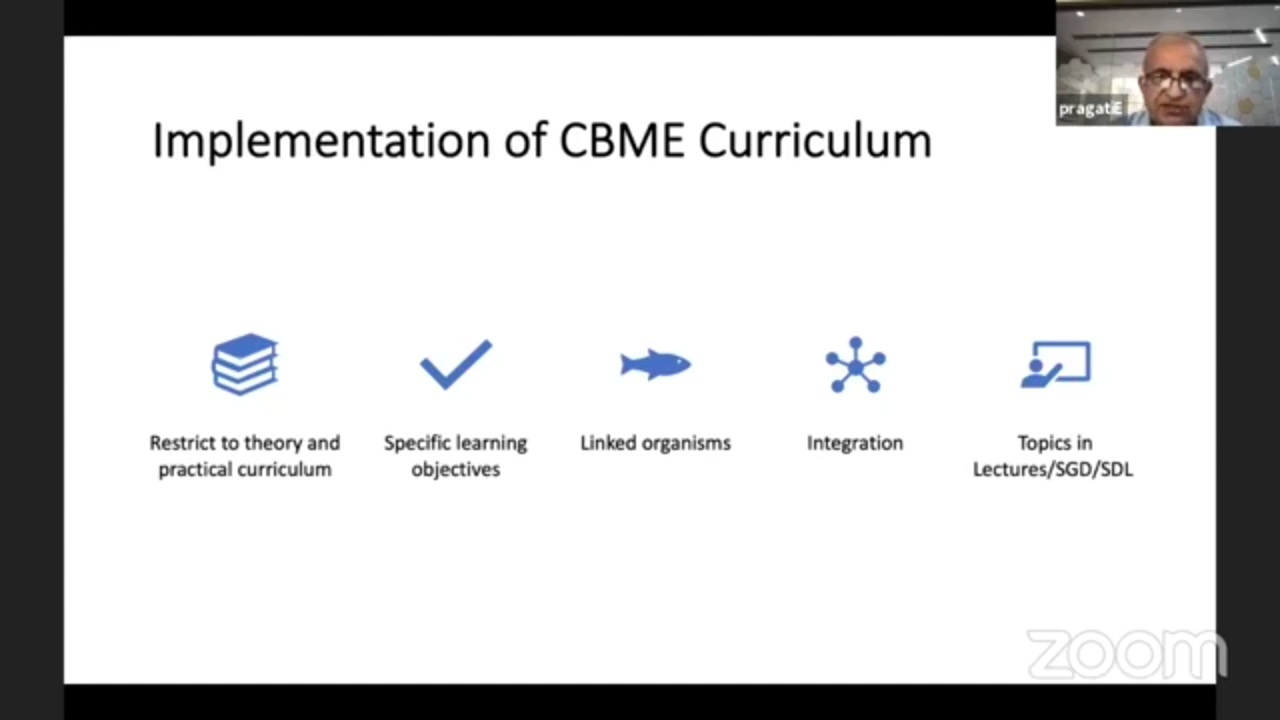 Implementation of CBME Curriculum
Restrict to theory and
practical curriculum
Specific learning
objectives
Linked organisms
Integration
Topics in
Lectures/SGD/SDL
zoom